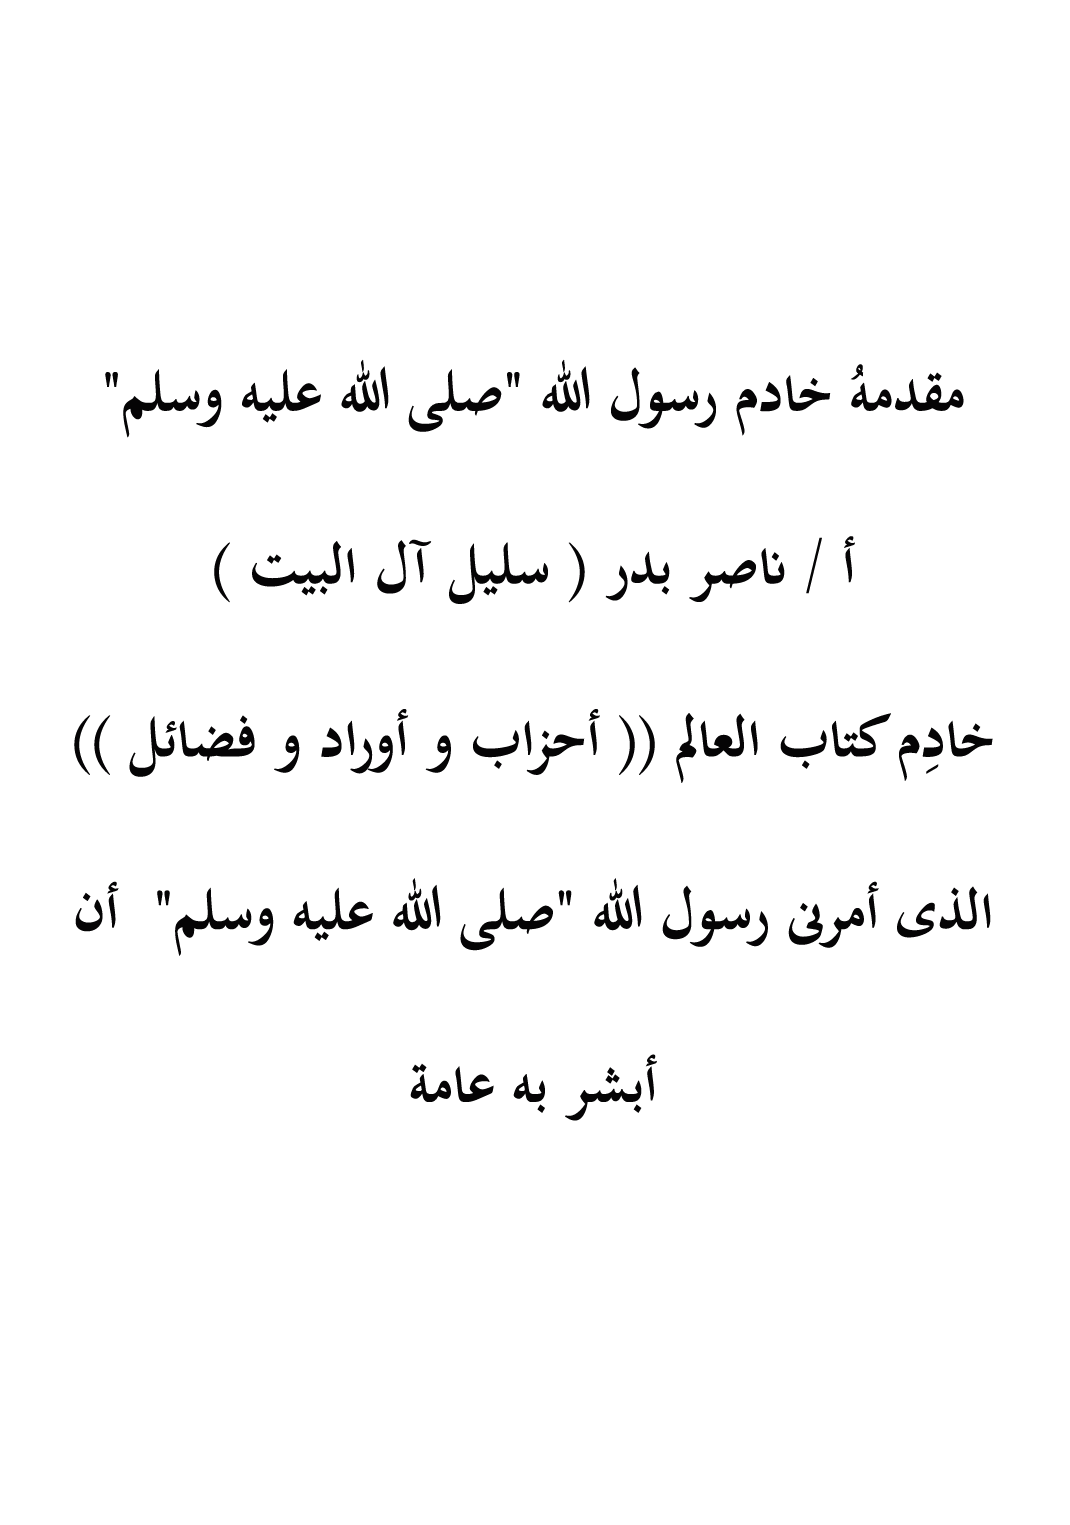 مقدمهُ خادم رسول الله "صلى الله عليه وسلم"
أ / ناصر بدر ( سليل آل البيت )
خادِم كتاب العالم (( أحزاب و أوراد و فضائل ))
الذى أمرنى رسول الله "صلى الله عليه وسلم" أن
أبشر به عامة